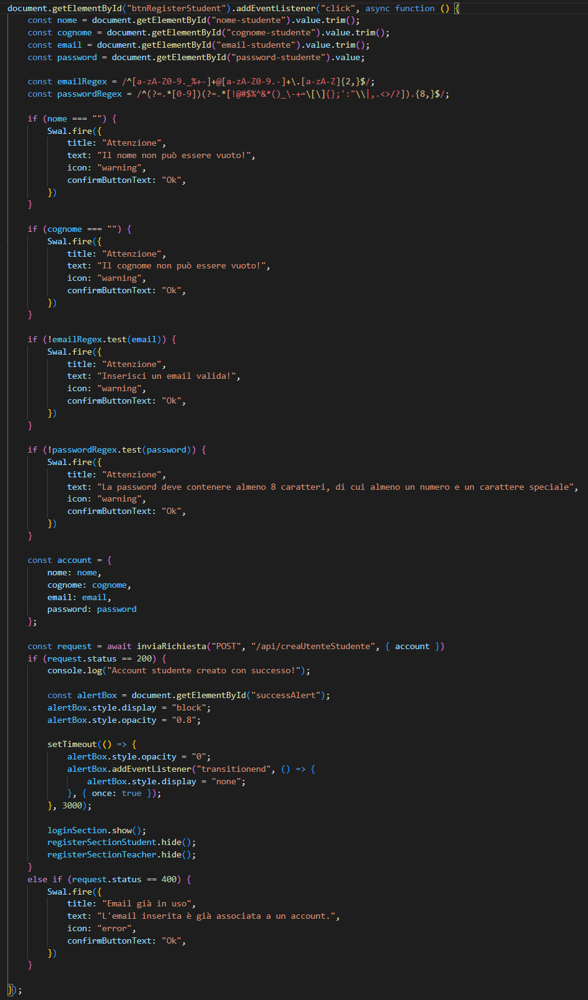 document.getElementById("btnRegisterStudent").addEventListener("click", async function () {
    const nome = document.getElementById("nome-studente").value.trim();
    const cognome = document.getElementById("cognome-studente").value.trim();
    const email = document.getElementById("email-studente").value.trim();
    const password = document.getElementById("password-studente").value;

    const emailRegex = /^[a-zA-Z0-9._%+-]+@[a-zA-Z0-9.-]+\.[a-zA-Z]{2,}$/;
    const passwordRegex = /^(?=.*[0-9])(?=.*[!@#$%^&*()_\-+=\[\]{};':"\\|,.<>/?]).{8,}$/;

    if (nome === "") {
        Swal.fire({
            title: "Attenzione",
            text: "Il nome non può essere vuoto!",
            icon: "warning",
            confirmButtonText: "Ok",
        })
    }

    if (cognome === "") {
        Swal.fire({
            title: "Attenzione",
            text: "Il cognome non può essere vuoto!",
            icon: "warning",
            confirmButtonText: "Ok",
        })
    }

    if (!emailRegex.test(email)) {
        Swal.fire({
            title: "Attenzione",
            text: "Inserisci un email valida!",
            icon: "warning",
            confirmButtonText: "Ok",
        })
    }

    if (!passwordRegex.test(password)) {
        Swal.fire({
            title: "Attenzione",
            text: "La password deve contenere almeno 8 caratteri, di cui almeno un numero e un carattere speciale",
            icon: "warning",
            confirmButtonText: "Ok",
        })
    }

    const account = {
        nome: nome,
        cognome: cognome,
        email: email,
        password: password
    };

    const request = await inviaRichiesta("POST", "/api/creaUtenteStudente", { account })
    if (request.status == 200) {
        console.log("Account studente creato con successo!");

        const alertBox = document.getElementById("successAlert");
        alertBox.style.display = "block";
        alertBox.style.opacity = "0.8";

        setTimeout(() => {
            alertBox.style.opacity = "0";
            alertBox.addEventListener("transitionend", () => {
                alertBox.style.display = "none";
            }, { once: true });
        }, 3000);

        loginSection.show();
        registerSectionStudent.hide();
        registerSectionTeacher.hide();
    }
    else if (request.status == 400) {
        Swal.fire({
            title: "Email già in uso",
            text: "L'email inserita è già associata a un account.",
            icon: "error",
            confirmButtonText: "Ok",
        })
    }

});